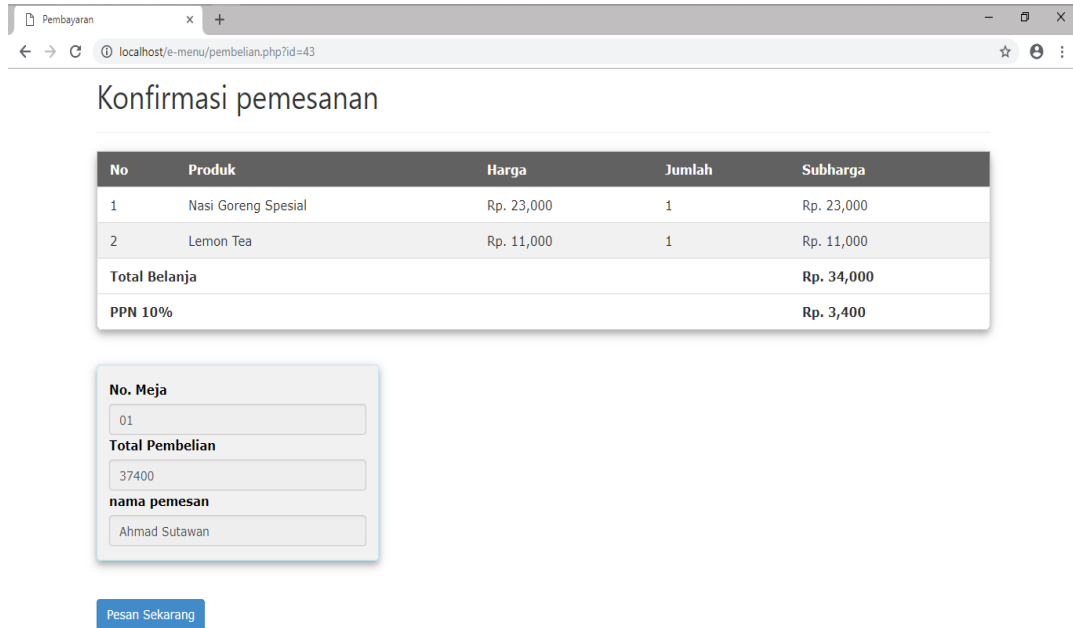 Pembayaran
localhost/e-menu/pembelian.php?id=43
Konfirmasi pemesanan
No Produk Harga Jumlah Subharga
1 Nasi Goreng Spesial Rp. 23,000 1 Rp. 23,000
2 Lemon Tea Rp. 11,000 1 Rp. 11,000
Total Belanja Rp. 34,000
PPN 10% Rp. 3,400
No. Meja
01
Total Pembelian
37400
nama pemesan
Ahmad Sutawan
Pesan Sekarang